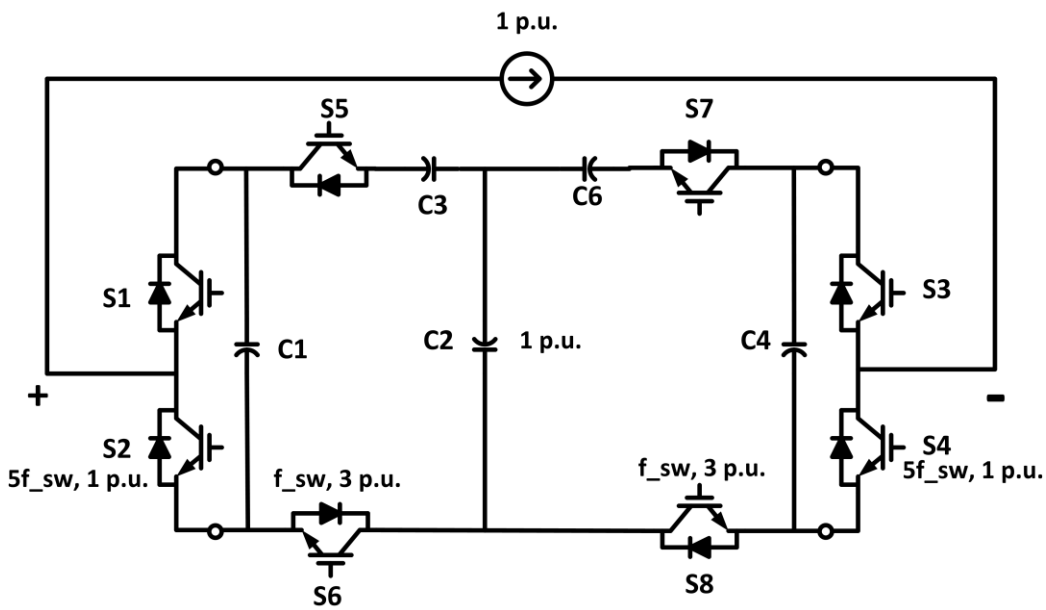 1 p.u.
S5
S7
C3
C6
S1
S3
C1
C2
1 p.u.
C4
+
-
S2
S4
5f_sw, 1 p.u.
f_sw, 3 p.u.
f_sw, 3 p.u.
5f_sw, 1 p.u.
S6
S8